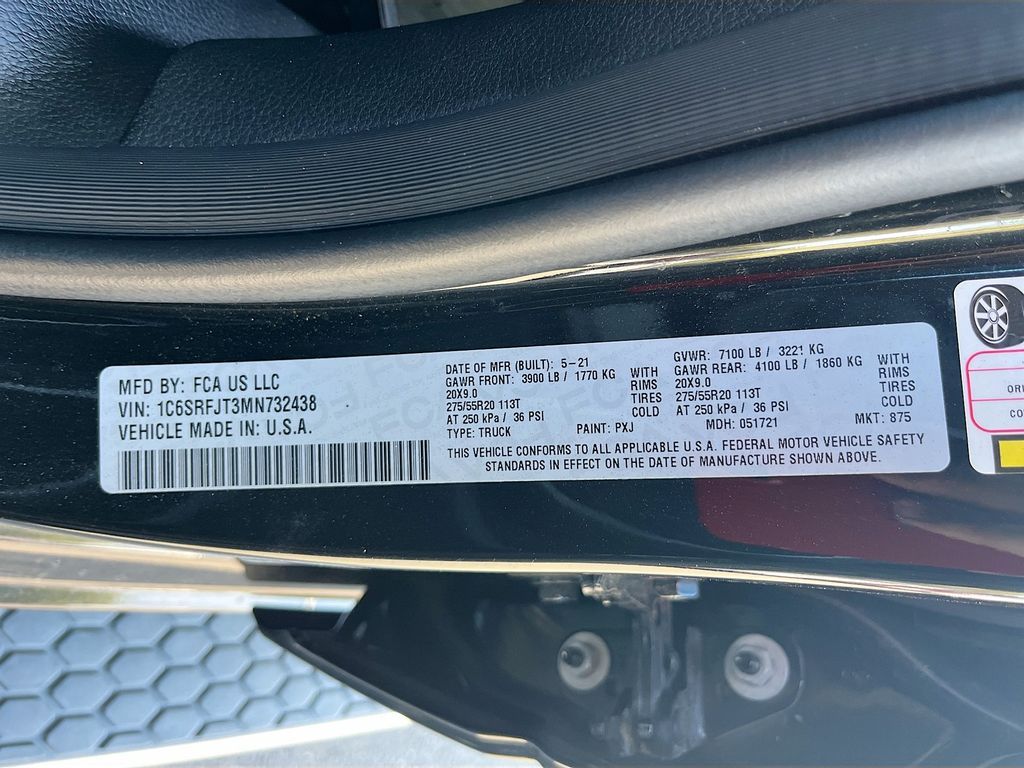 MFD BY: FCA US LLC
VIN: 1C6SRFJT3MN732438
VEHICLE MADE IN: U.S.A.
DATE OF MFR (BUILT): 5-21
GAWR FRONT: 3900 LB / 1770 KG WITH
20X9.0 RIMS
275/55R20 113T TIRES
AT 250 kPa / 36 PSI COLD
TYPE: TRUCK PAINT: PXJ
GVWR: 7100 LB / 3221 KG
GAWR REAR: 4100 LB / 1860 KG WITH
20X9.0 RIMS
275/55R20 113T TIRES
AT 250 kPa / 36 PSI COLD
MDH: 051721 MKT: 875
THIS VEHICLE CONFORMS TO ALL APPLICABLE U.S.A. FEDERAL MOTOR VEHICLE SAFETY
STANDARDS IN EFFECT ON THE DATE OF MANUFACTURE SHOWN ABOVE.